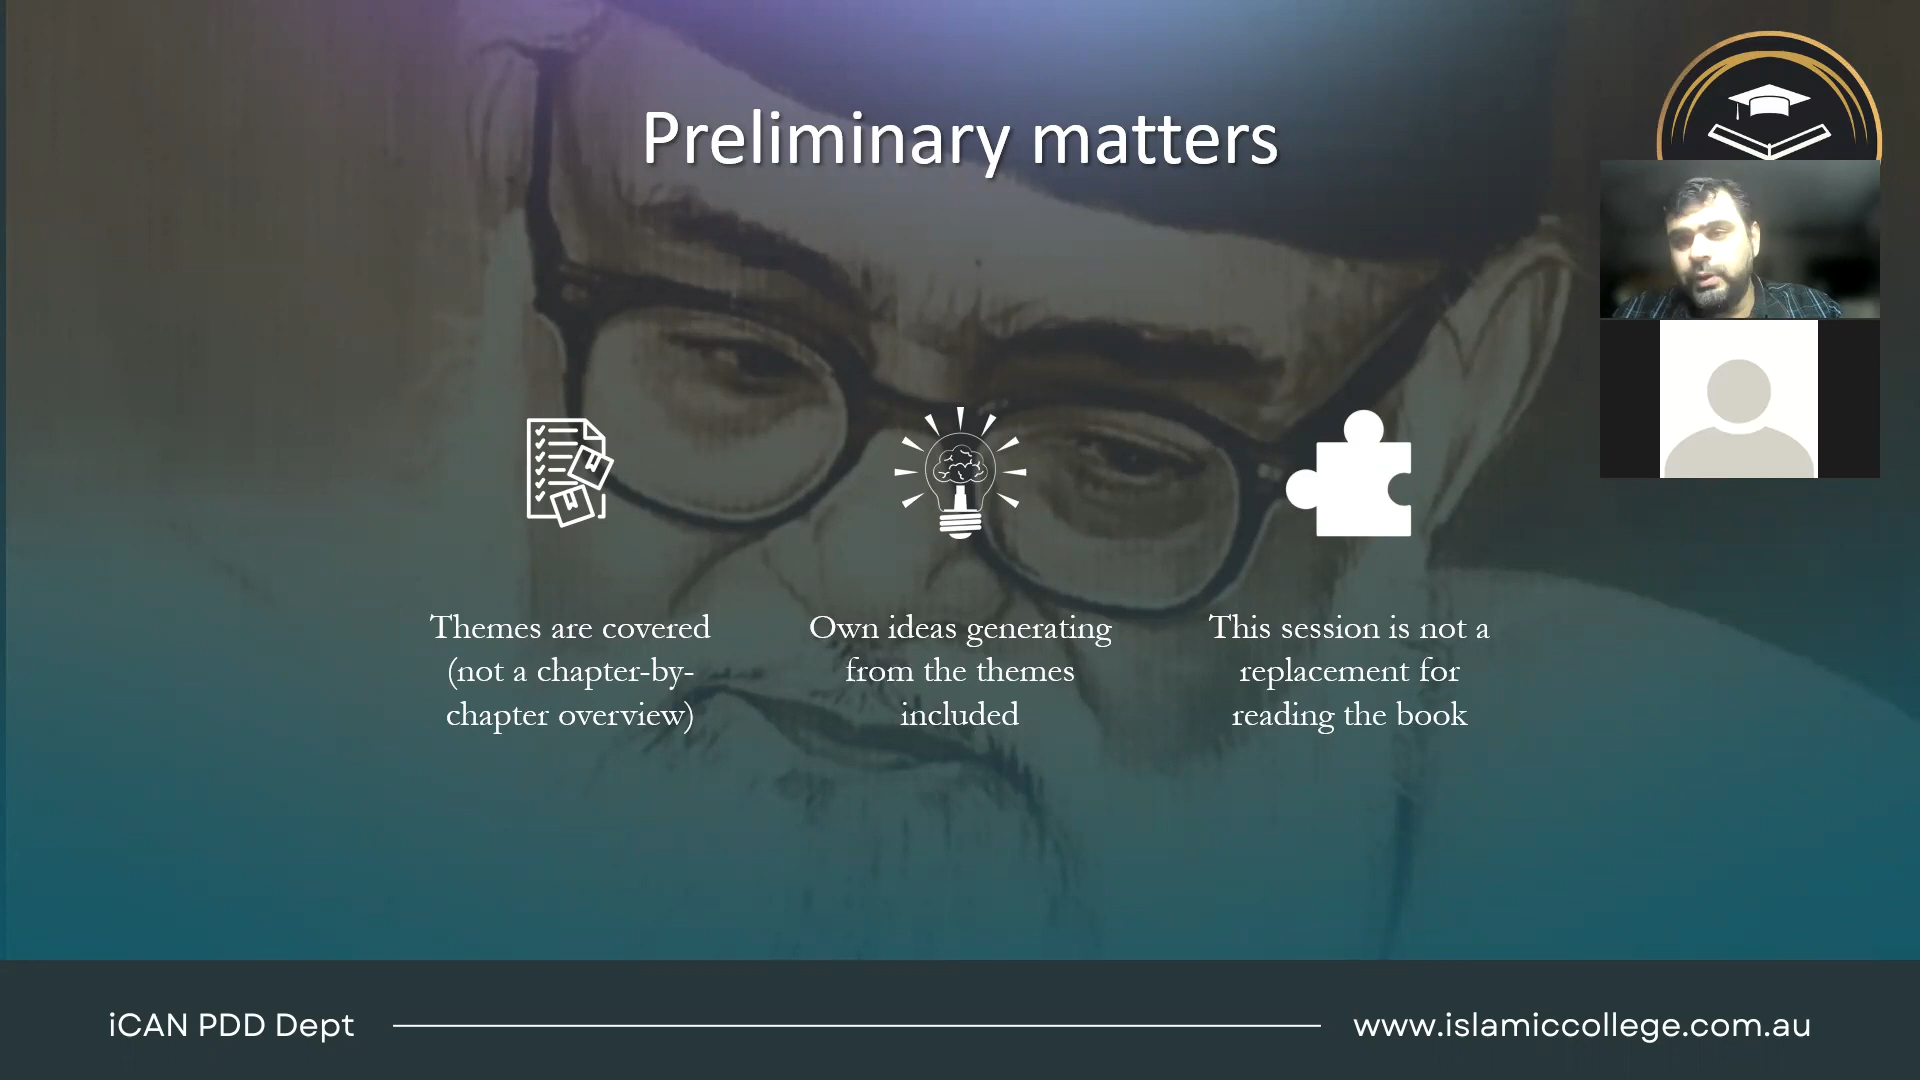 Preliminary matters
Themes are covered
(not a chapter-by-
chapter overview)
Own ideas generating
from the themes
included
This session is not a
replacement for
reading the book
iCAN PDD Dept
www.islamiccollege.com.au